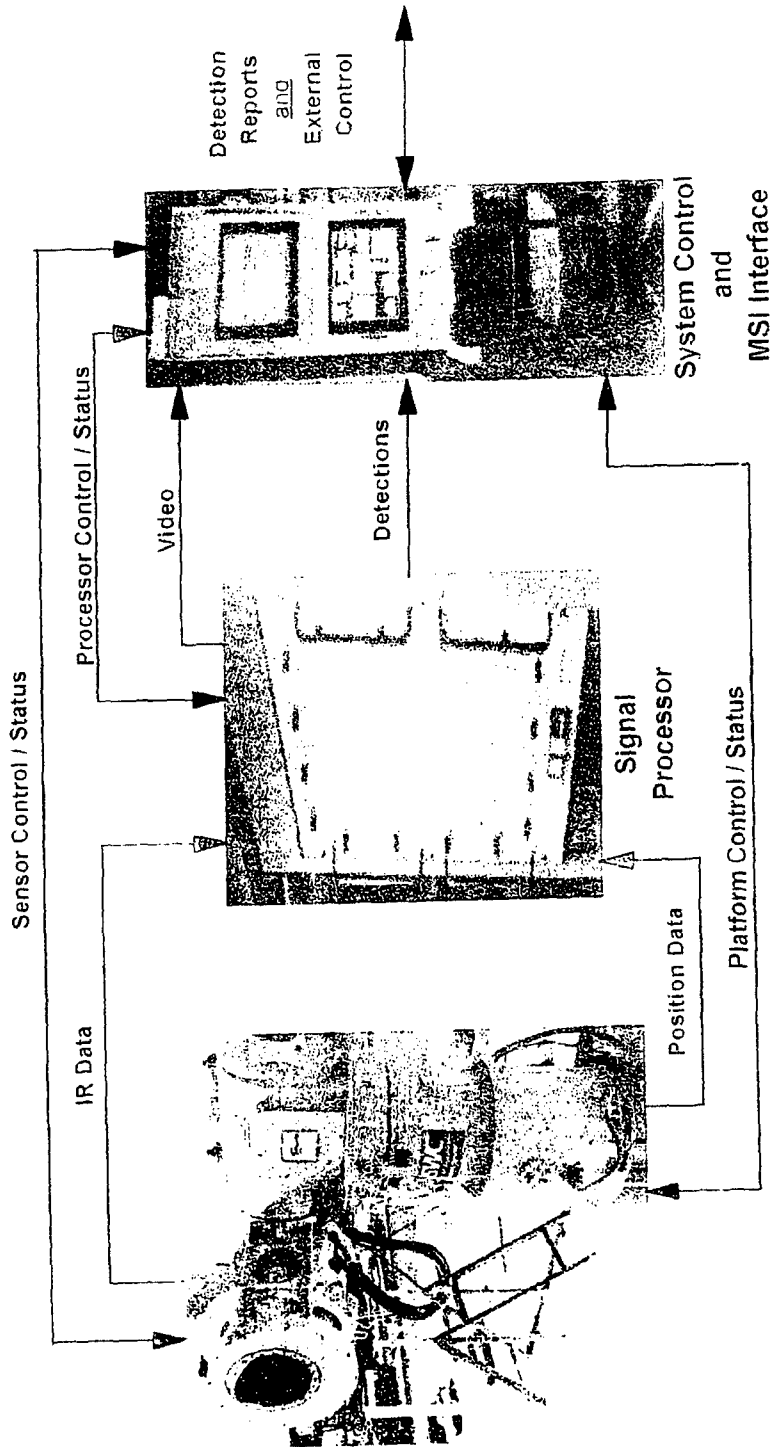 Sensor Control / Status
Processor Control / Status
IR Data
Video
Detection
Reports
and
External
Control
Detections
Signal
Processor
System Control
and
MSI Interface
Position Data
Platform Control / Status